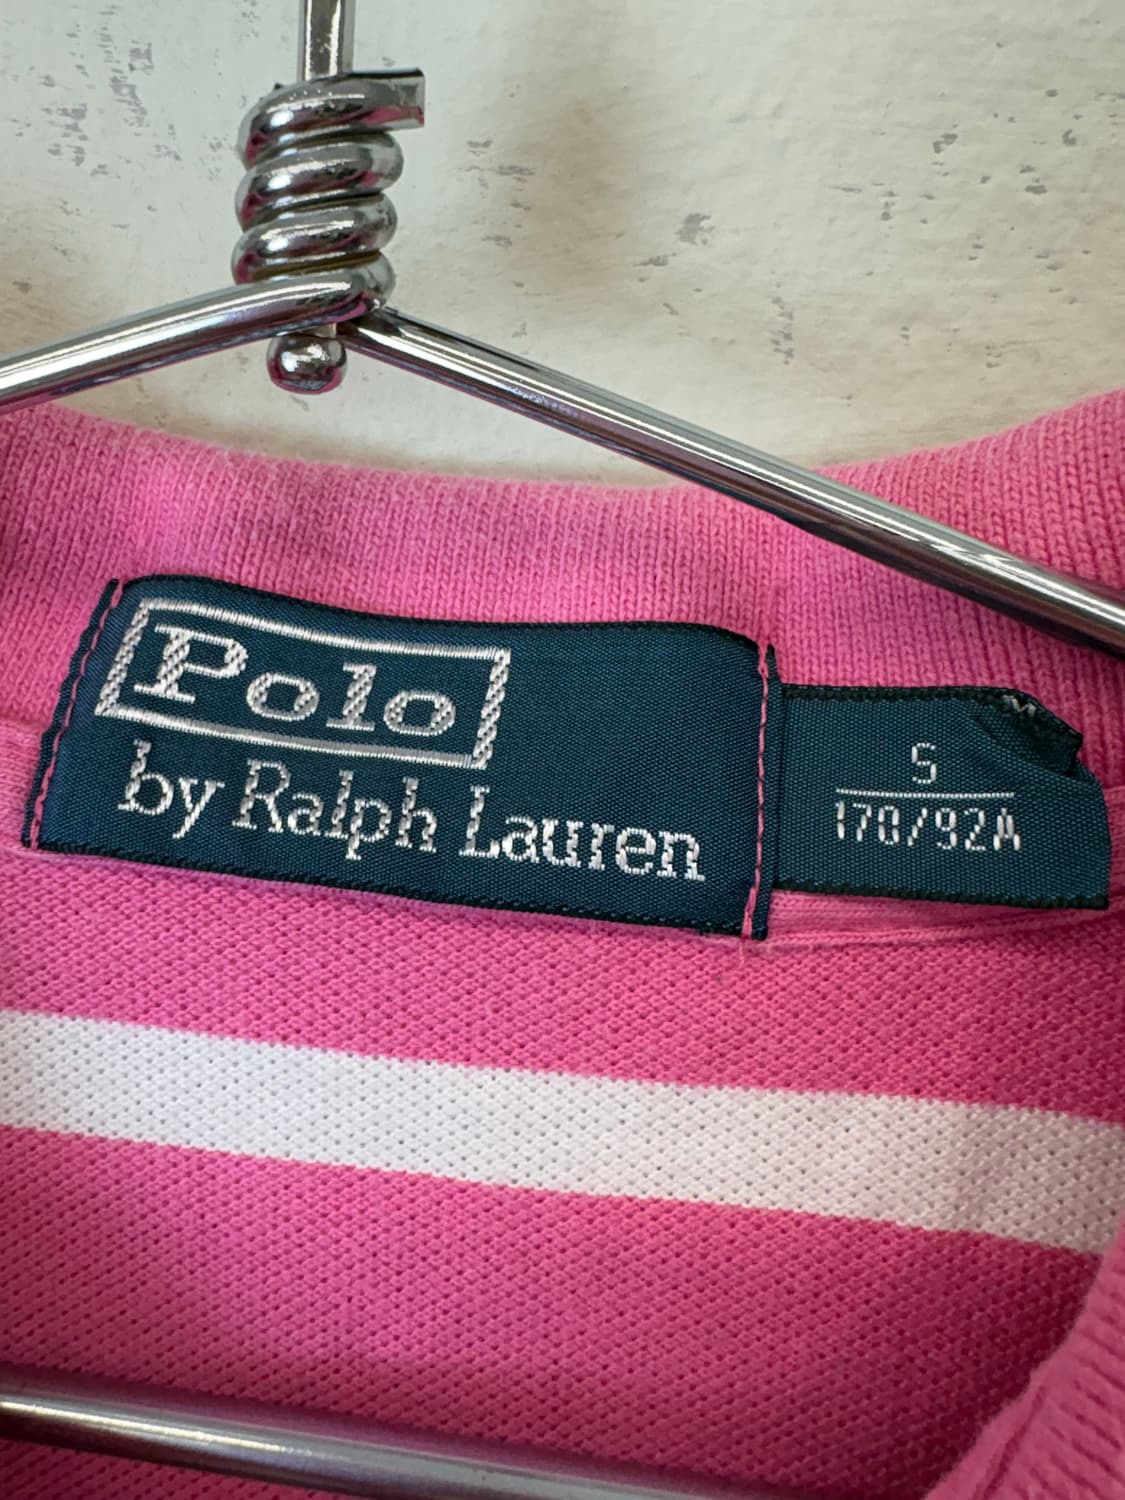 Polo
by Ralph Lauren
S
170/92A
M